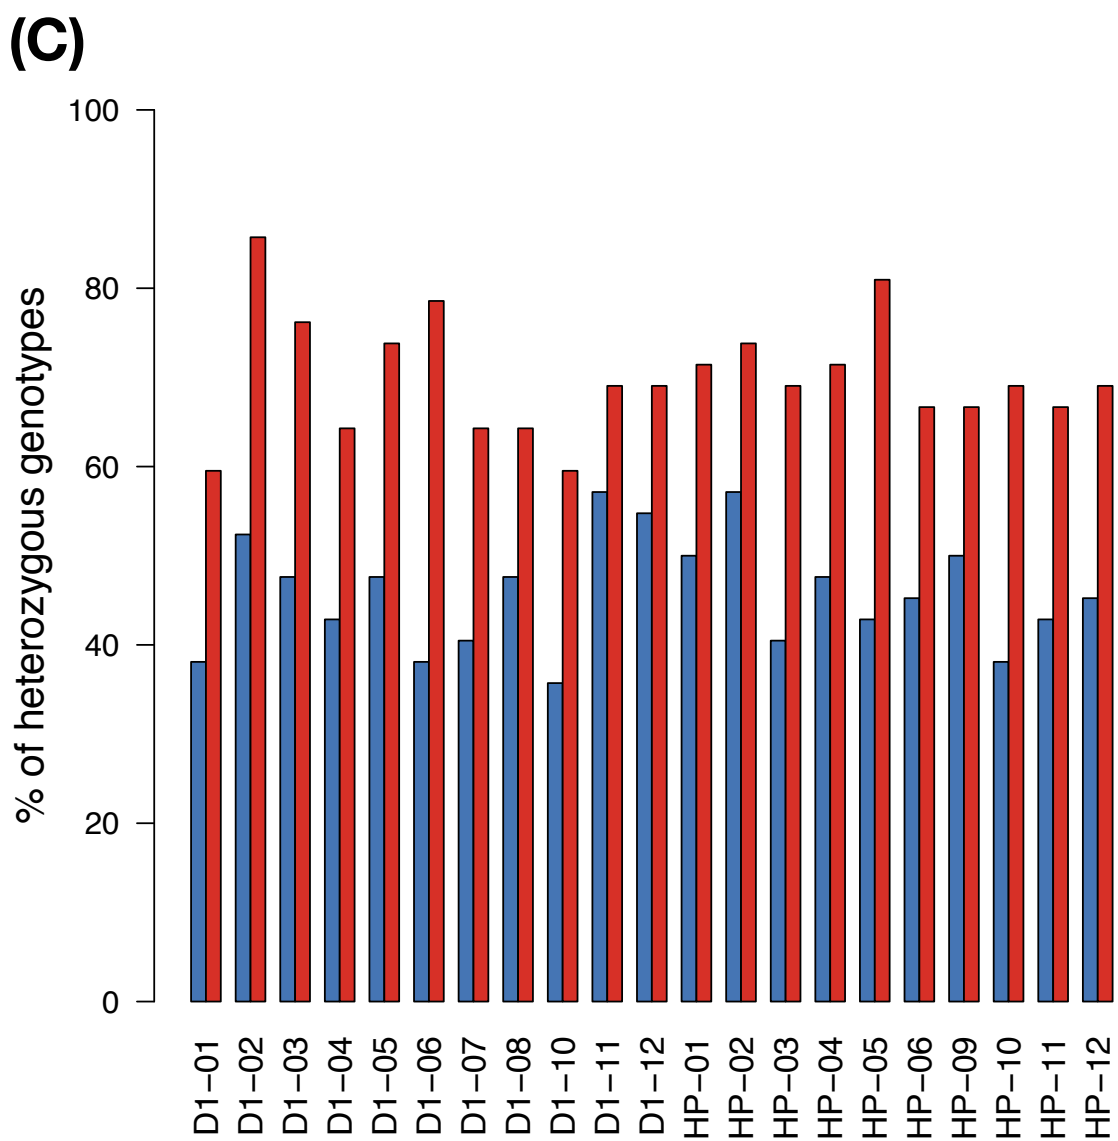 (C)
% of heterozygous genotypes
100
80
60
40
20
0
D1−01
D1−02
D1−03
D1−04
D1−05
D1−06
D1−07
D1−08
D1−10
D1−11
D1−12
HP−01
HP−02
HP−03
HP−04
HP−05
HP−06
HP−09
HP−10
HP−11
HP−12